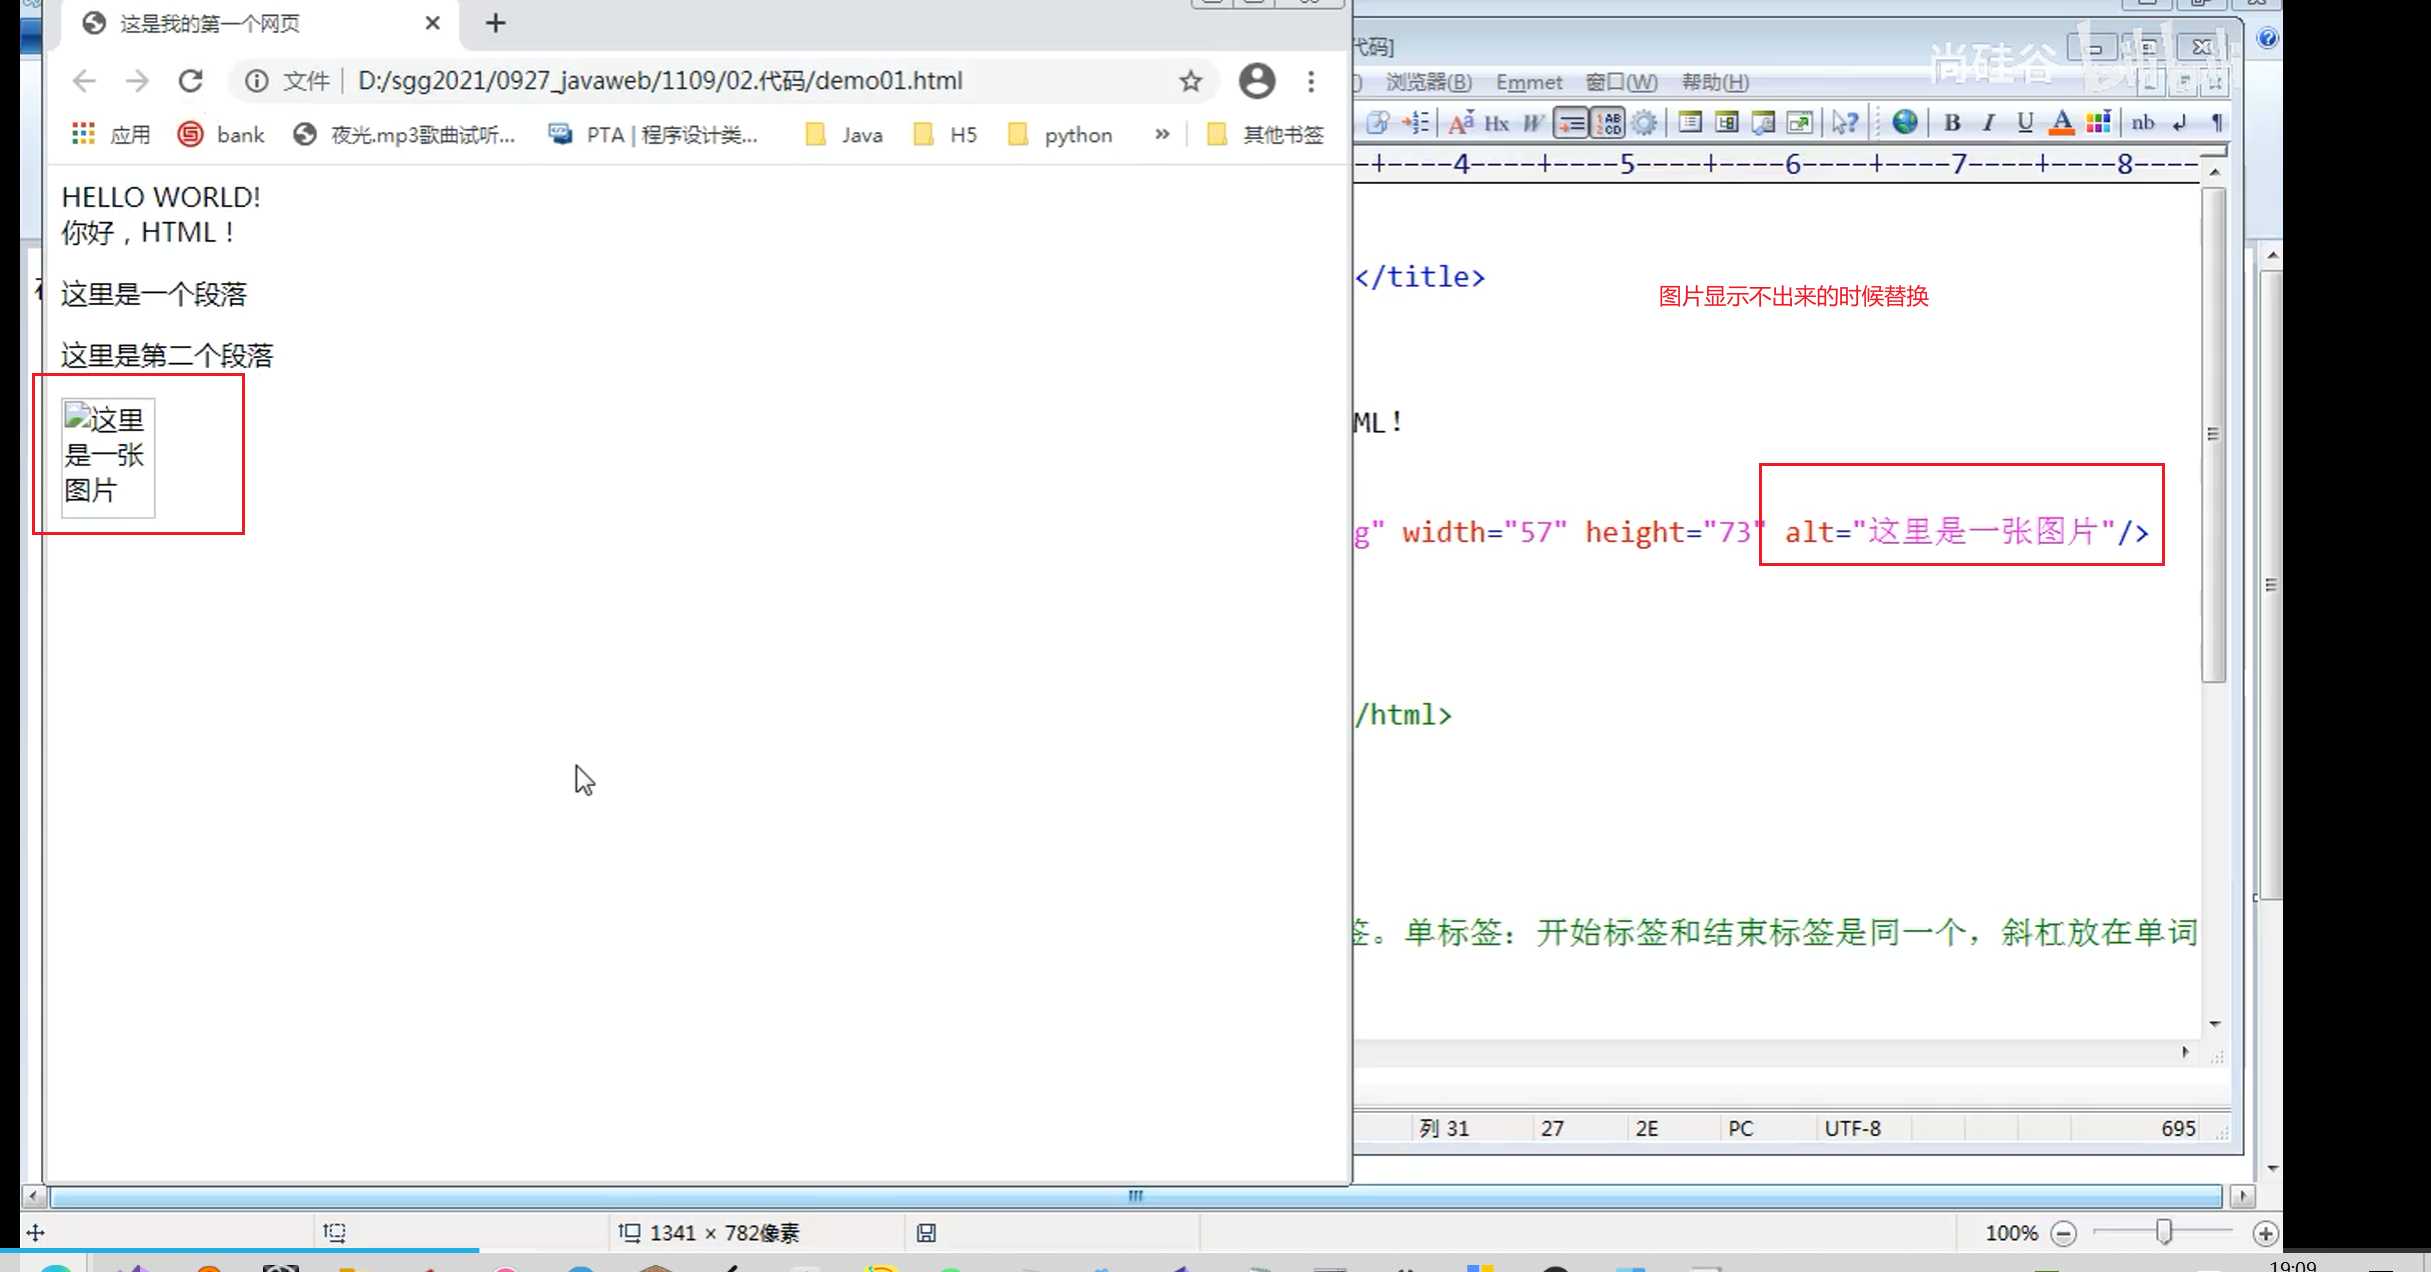 这是我的第一个网页
文件 D:/sgg2021/0927_javaweb/1109/02.代码/demo01.html
应用 bank 夜光.mp3歌曲试听... PTA | 程序设计类... Java H5 python » 其他书签
HELLO WORLD!
你好，HTML！
这里是一个段落
这里是第二个段落
这里
是一张
图片
代码]
尚硅谷
浏览器(B) Emmet 窗口(W) 帮助(H)
Hx W B I U A nb ¶
-+----4----+----5----+----6----+----7----+----8----
</title>
图片显示不出来的时候替换
ML！
g" width="57" height="73" alt="这里是一张图片"/>
/html>
签。单标签：开始标签和结束标签是同一个，斜杠放在单词
列 31 27 2E PC UTF-8 695
1341 × 782像素 100%
19:09